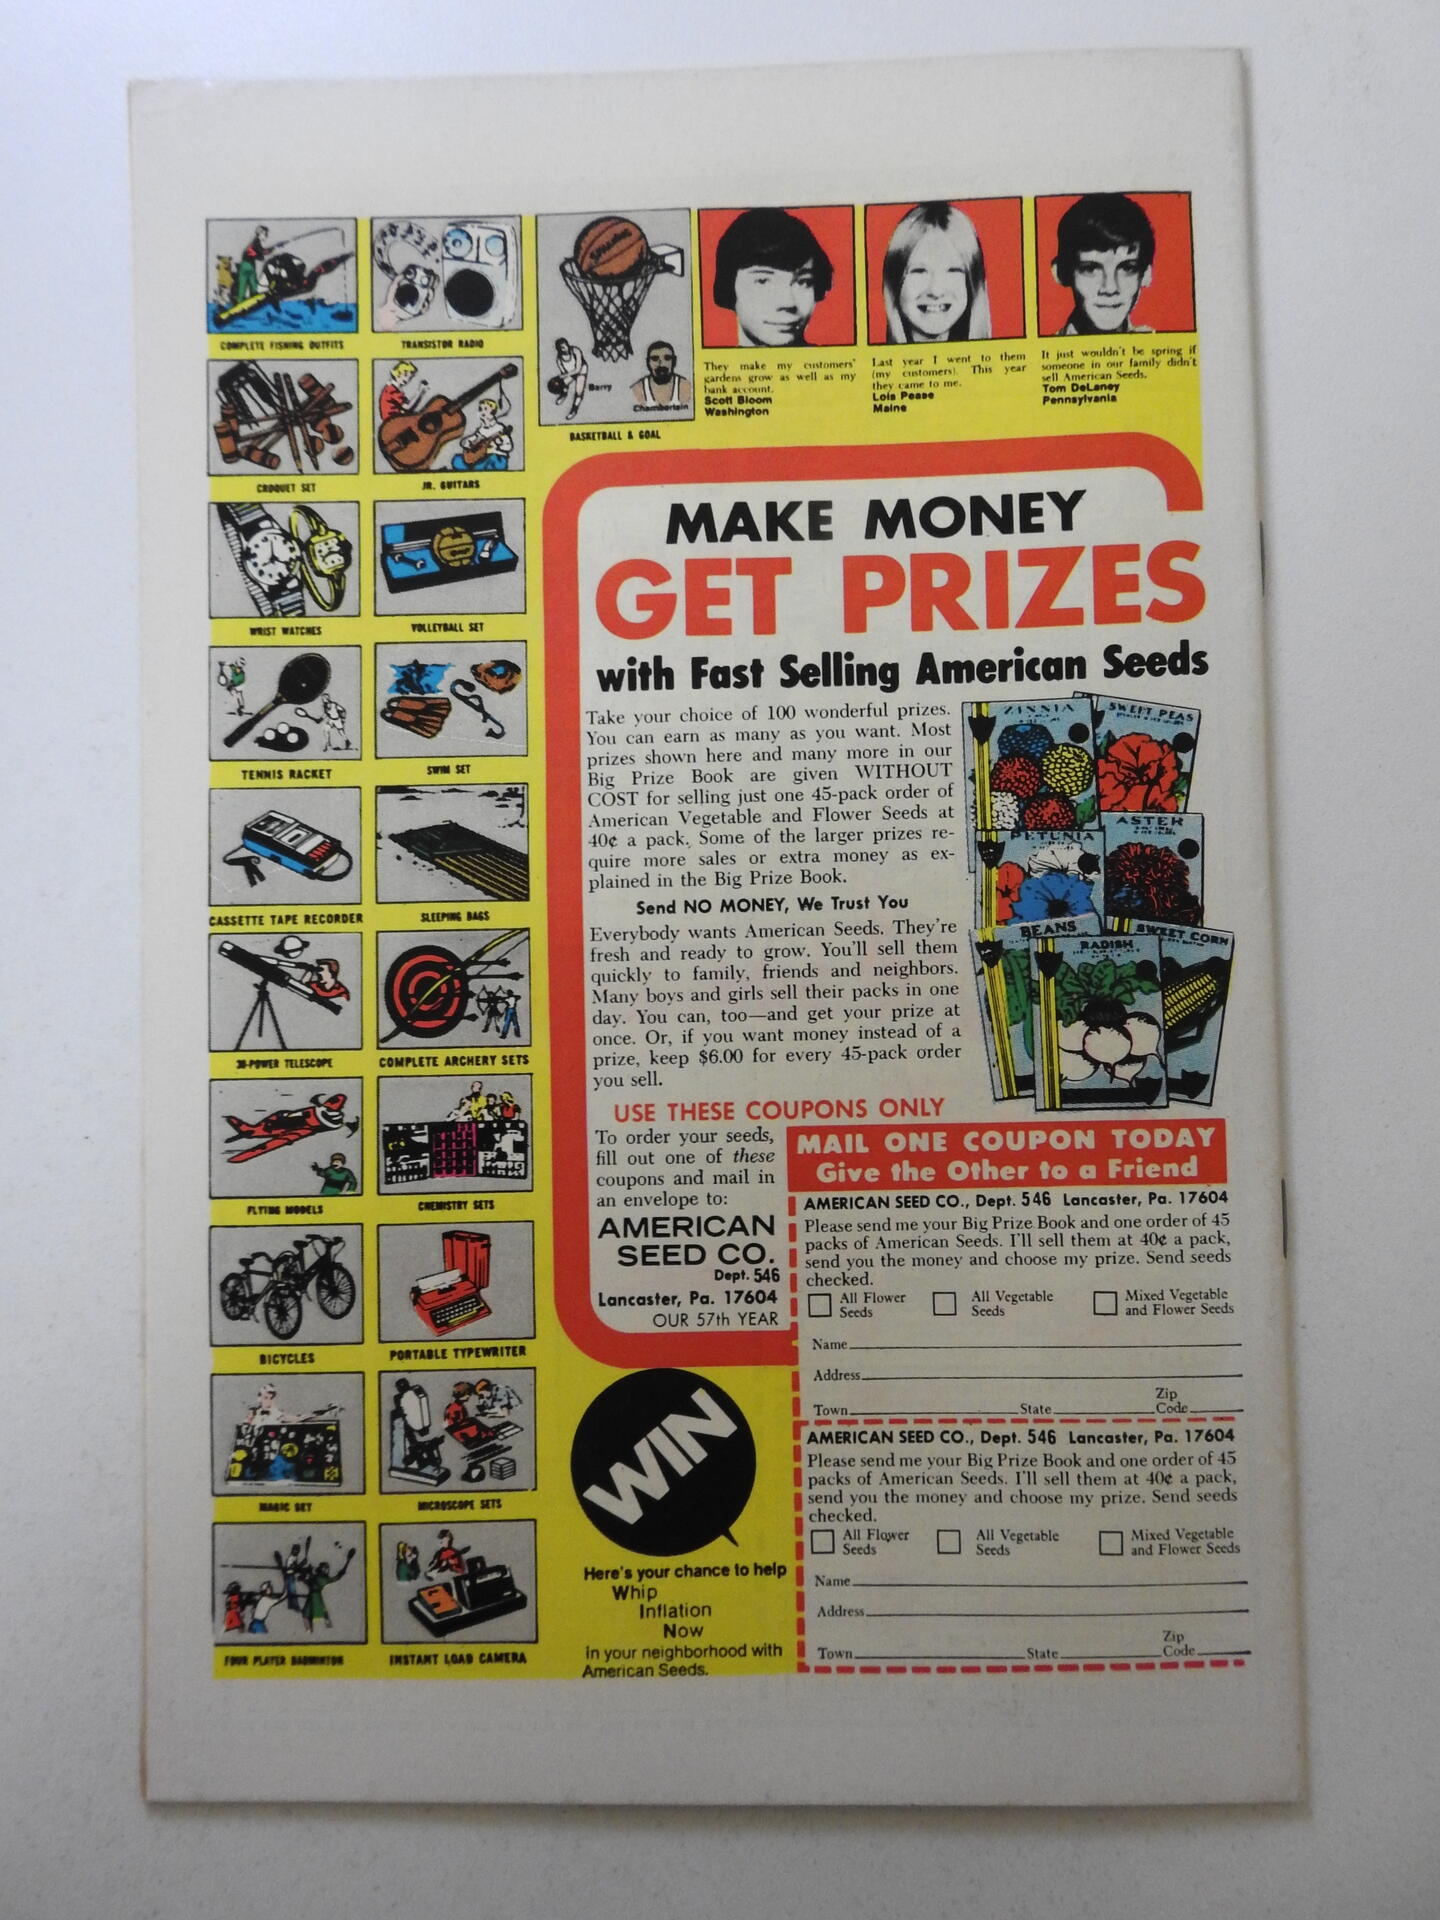 COMPLETE FISHING OUTFITS
TRANSISTOR RADIO
CROQUET SET
JR. GUITARS
WRIST WATCHES
VOLLEYBALL SET
TENNIS RACKET
SWIM SET
CASSETTE TAPE RECORDER
SLEEPING BAGS
30-POWER TELESCOPE
COMPLETE ARCHERY SETS
FLYING MODELS
CHEMISTRY SETS
BICYCLES
PORTABLE TYPEWRITER
MAGIC SET
MICROSCOPE SETS
FOUR PLAYER BADMINTON
INSTANT LOAD CAMERA
SPALDING
Barry
Chamberlain
BASKETBALL & GOAL
They make my customers'
gardens grow as well as my
bank account.
Scott Bloom
Washington
Last year I went to them
(my customers). This year
they came to me.
Lois Pease
Maine
It just wouldn't be spring if
someone in our family didn't
sell American Seeds.
Tom DeLaney
Pennsylvania
MAKE MONEY
GET PRIZES
with Fast Selling American Seeds
Take your choice of 100 wonderful prizes.
You can earn as many as you want. Most
prizes shown here and many more in our
Big Prize Book are given WITHOUT
COST for selling just one 45-pack order of
American Vegetable and Flower Seeds at
40¢ a pack. Some of the larger prizes re-
quire more sales or extra money as ex-
plained in the Big Prize Book.
Send NO MONEY, We Trust You
Everybody wants American Seeds. They're
fresh and ready to grow. You'll sell them
quickly to family, friends and neighbors.
Many boys and girls sell their packs in one
day. You can, too—and get your prize at
once. Or, if you want money instead of a
prize, keep $6.00 for every 45-pack order
you sell.
ZINNIA
SWEET PEAS
PETUNIA
ASTER
BEANS
RADISH
SWEET CORN
USE THESE COUPONS ONLY
To order your seeds,
fill out one of these
coupons and mail in
an envelope to:
AMERICAN
SEED CO.
Dept. 546
Lancaster, Pa. 17604
OUR 57th YEAR
MAIL ONE COUPON TODAY
Give the Other to a Friend
AMERICAN SEED CO., Dept. 546 Lancaster, Pa. 17604
Please send me your Big Prize Book and one order of 45
packs of American Seeds. I'll sell them at 40¢ a pack,
send you the money and choose my prize. Send seeds
checked.
All Flower Seeds
All Vegetable Seeds
Mixed Vegetable and Flower Seeds
Name
Address
Town State Zip Code
AMERICAN SEED CO., Dept. 546 Lancaster, Pa. 17604
Please send me your Big Prize Book and one order of 45
packs of American Seeds. I'll sell them at 40¢ a pack,
send you the money and choose my prize. Send seeds
checked.
All Flower Seeds
All Vegetable Seeds
Mixed Vegetable and Flower Seeds
Name
Address
Town State Zip Code
WIN
Here's your chance to help
Whip
Inflation
Now
in your neighborhood with
American Seeds.